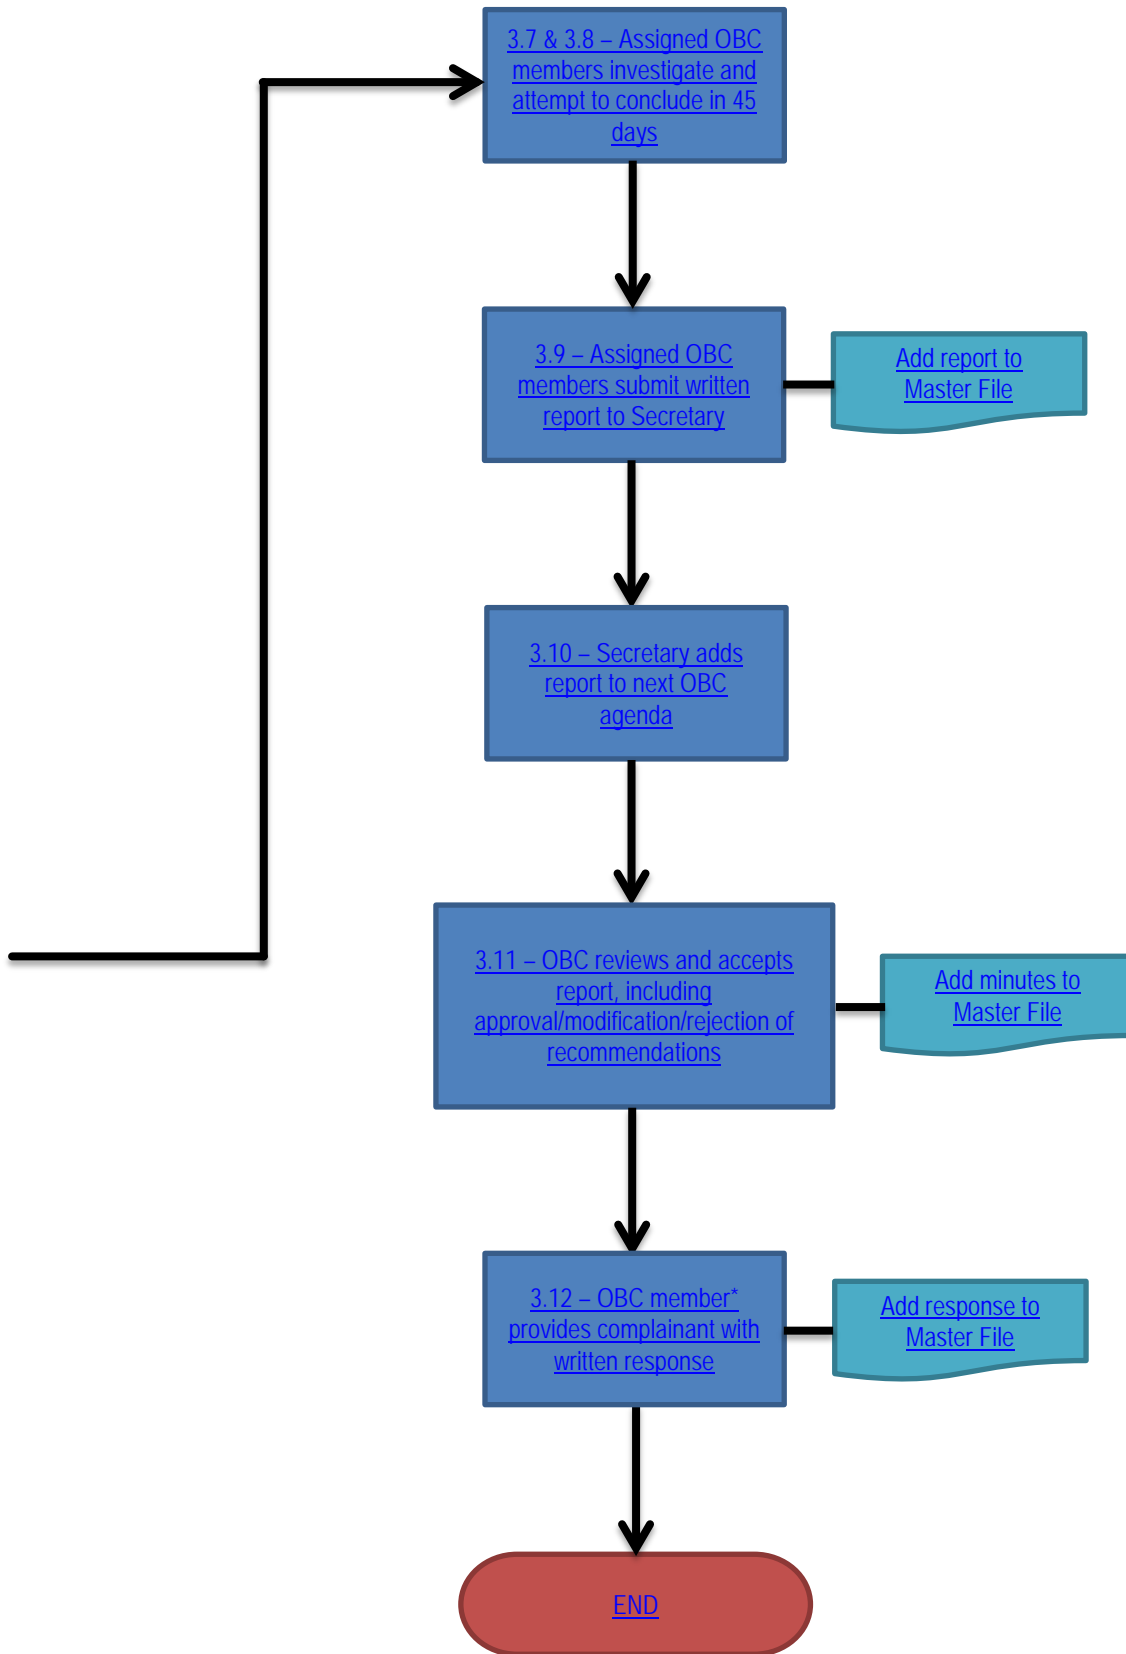 3.7 & 3.8 – Assigned OBC
members investigate and
attempt to conclude in 45
days
3.9 – Assigned OBC
members submit written
report to Secretary
Add report to
Master File
3.10 – Secretary adds
report to next OBC
agenda
3.11 – OBC reviews and accepts
report, including
approval/modification/rejection of
recommendations
Add minutes to
Master File
3.12 – OBC member*
provides complainant with
written response
Add response to
Master File
END